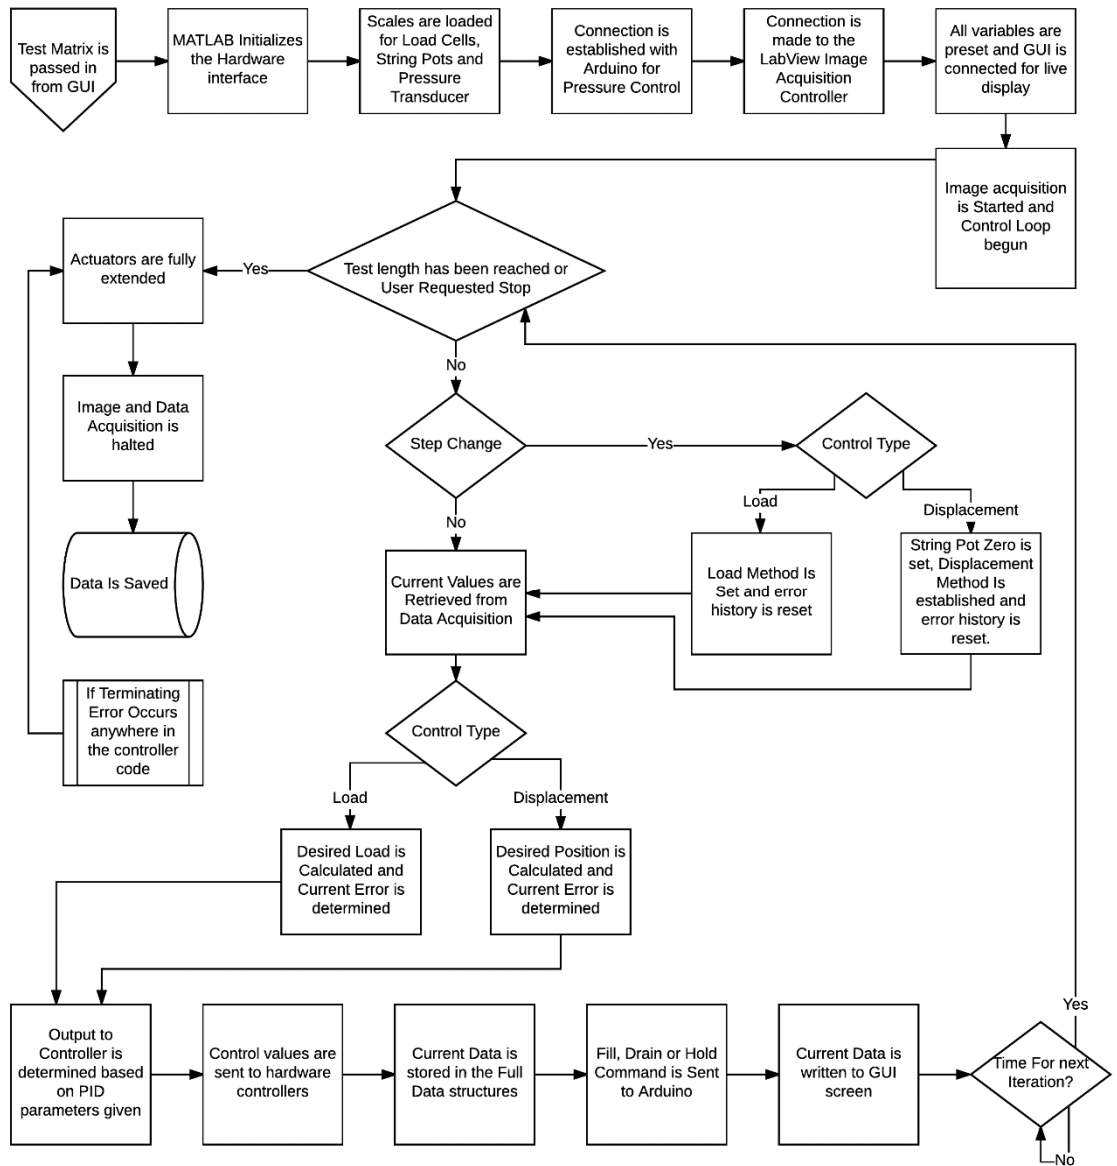 Test Matrix is
passed in
from GUI
MATLAB Initializes
the Hardware
interface
Scales are loaded
for Load Cells,
String Pots and
Pressure
Transducer
Connection is
established with
Arduino for
Pressure Control
Connection is
made to the
LabView Image
Acquisition
Controller
All variables are
preset and GUI is
connected for live
display
Image acquisition
is Started and
Control Loop
begun
Test length has been reached or
User Requested Stop
Yes
Actuators are fully
extended
Image and Data
Acquisition is
halted
Data Is Saved
If Terminating
Error Occurs
anywhere in
the controller
code
No
Step Change
Yes
Control Type
Load
Displacement
Load Method Is
Set and error
history is reset
String Pot Zero is
set, Displacement
Method Is
established and
error history is
reset.
No
Current Values are
Retrieved from
Data Acquisition
Control Type
Load
Displacement
Desired Load is
Calculated and
Current Error is
determined
Desired Position is
Calculated and
Current Error is
determined
Output to
Controller is
determined based
on PID
parameters given
Control values are
sent to hardware
controllers
Current Data is
stored in the Full
Data structures
Fill, Drain or Hold
Command is Sent
to Arduino
Current Data is
written to GUI
screen
Time For next
Iteration?
Yes
No